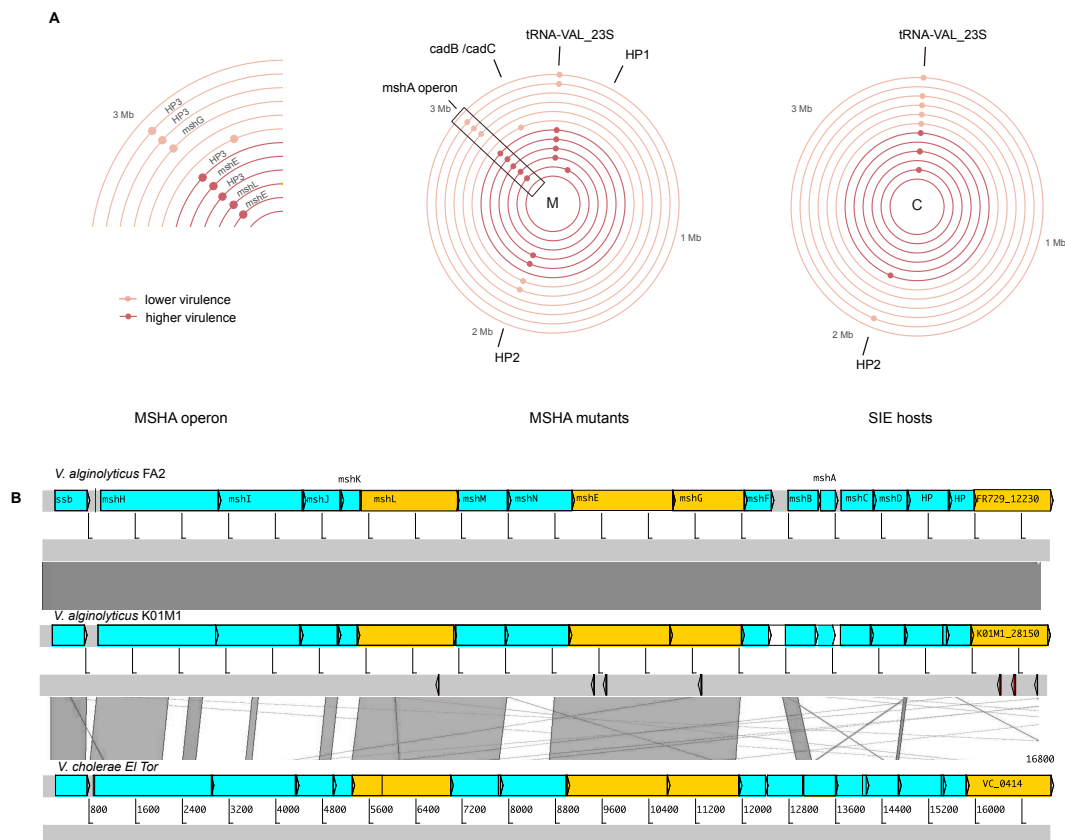 A
tRNA-VAL_23S
tRNA-VAL_23S
cadB /cadC
HP1
mshA operon
3 Mb
3 Mb
3 Mb
HP3
HP3
mshG
HP3
mshE
HP3
mshL
mshE
M
C
1 Mb
1 Mb
lower virulence
higher virulence
2 Mb
2 Mb
HP2
HP2
MSHA operon
MSHA mutants
SIE hosts
B
V. alginolyticus FA2
mshK
mshA
ssb mshH mshI mshJ mshL mshM mshN mshE mshG mshF mshB mshC mshD HP HP FR729_12230
V. alginolyticus K01M1
K01M1_28150
16800
V. cholerae El Tor
VC_0414
800 1600 2400 3200 4000 4800 5600 6400 7200 8000 8800 9600 10400 11200 12000 12800 13600 14400 15200 16000